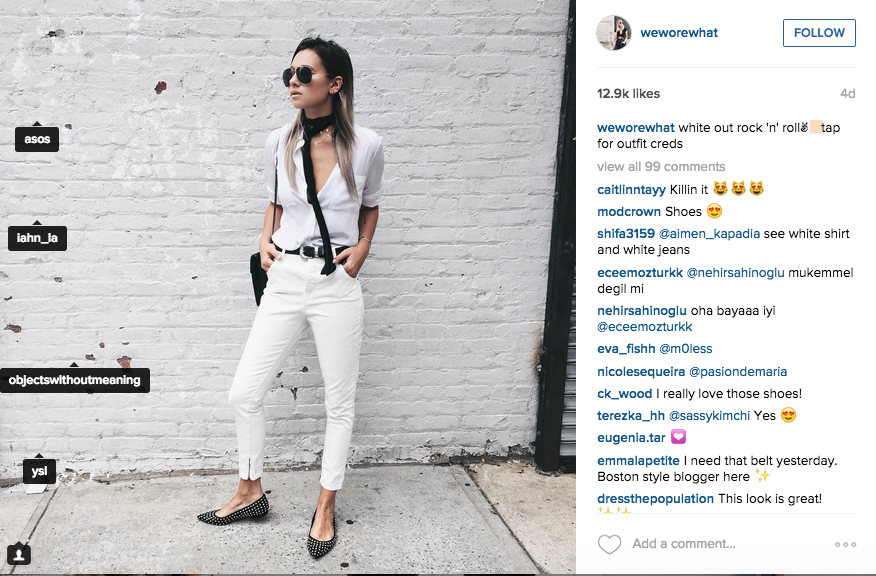 weworewhat
FOLLOW
12.9k likes
4d
weworewhat white out rock 'n' roll✌🏼tap
for outfit creds
view all 99 comments
caitlinntayy Killin it 😻 😻 😻
modcrown Shoes 😍
shifa3159 @aimen_kapadia see white shirt
and white jeans
eceemozturkk @nehirsahinoglu mukemmel
degil mi
nehirsahinoglu oha bayaaa iyi
@eceemozturkk
eva_fishh @m0less
nicolesequeira @pasiondemaria
ck_wood I really love those shoes!
terezka_hh @sassykimchi Yes 😍
eugenia.tar 💟
emmalapetite I need that belt yesterday.
Boston style blogger here ✨
dressthepopulation This look is great!
✨✨
Add a comment...
asos
iahn_la
objectswithoutmeaning
ysl